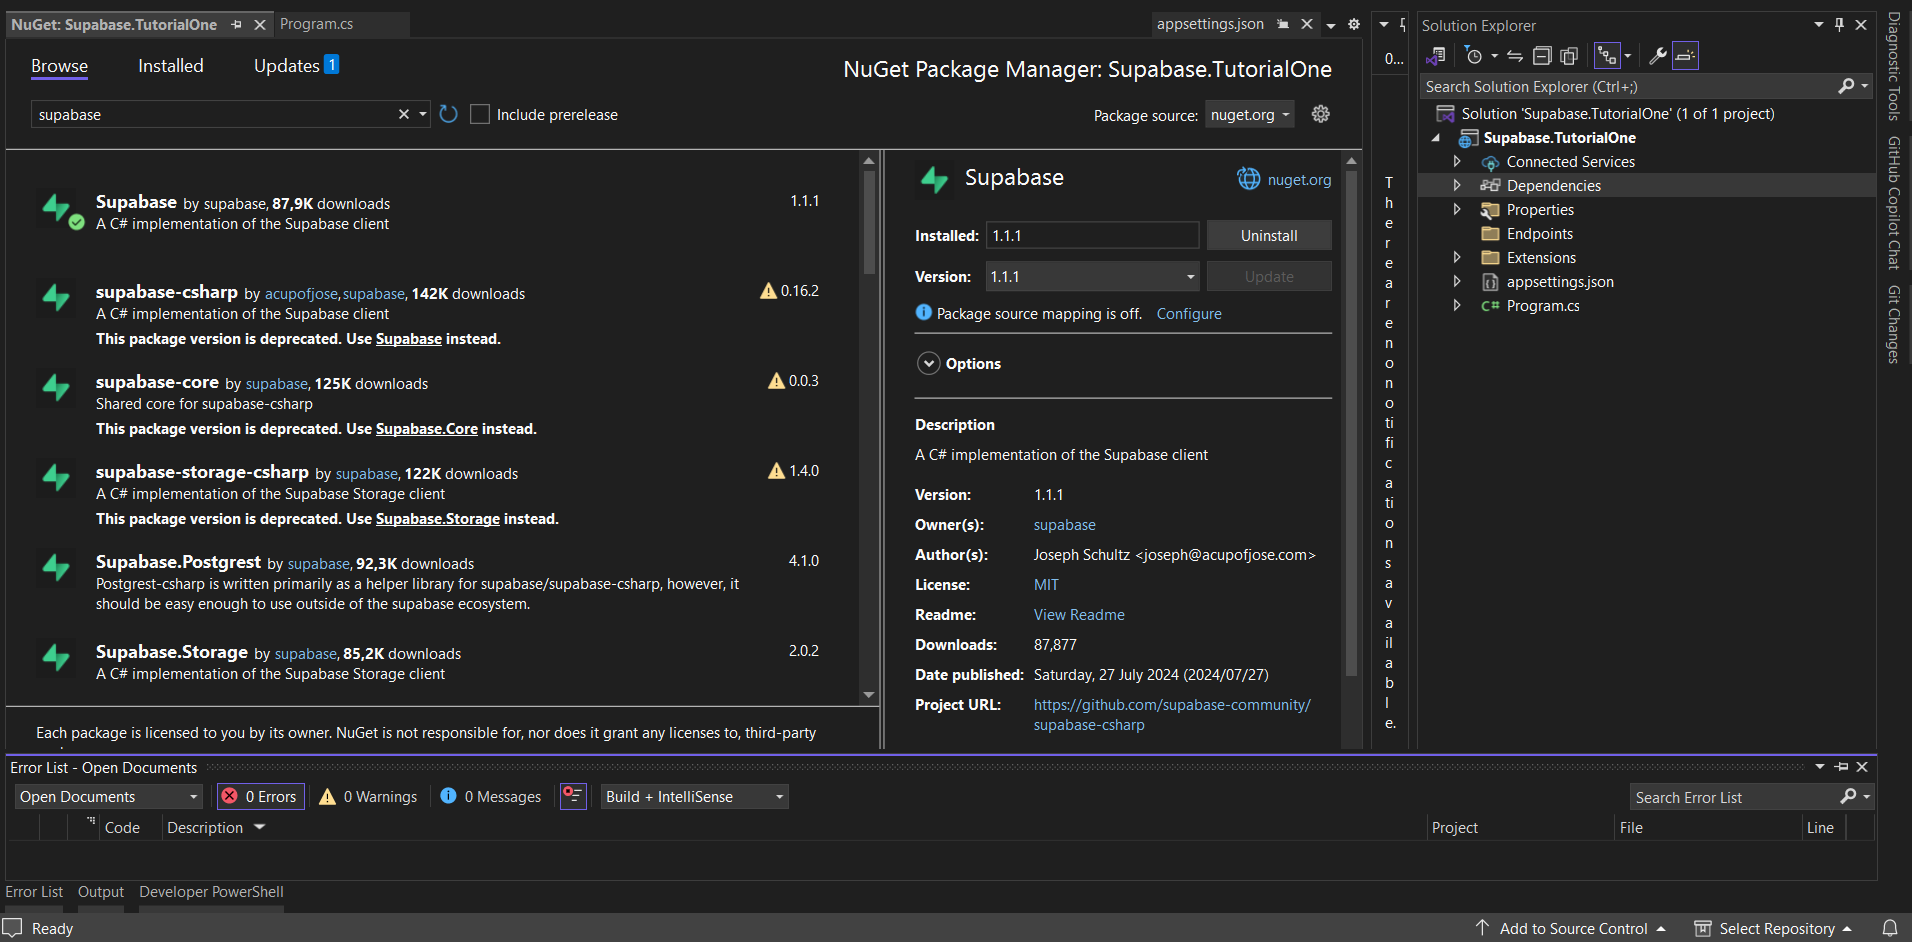 NuGet: Supabase.TutorialOne
Program.cs
appsettings.json
Browse
Installed
Updates 1
NuGet Package Manager: Supabase.TutorialOne
supabase
Include prerelease
Package source: nuget.org
Supabase by supabase, 87,9K downloads
1.1.1
A C# implementation of the Supabase client
supabase-csharp by acupofjose, supabase, 142K downloads
0.16.2
A C# implementation of the Supabase client
This package version is deprecated. Use Supabase instead.
supabase-core by supabase, 125K downloads
0.0.3
Shared core for supabase-csharp
This package version is deprecated. Use Supabase.Core instead.
supabase-storage-csharp by supabase, 122K downloads
1.4.0
A C# implementation of the Supabase Storage client
This package version is deprecated. Use Supabase.Storage instead.
Supabase.Postgrest by supabase, 92,3K downloads
4.1.0
Postgrest-csharp is written primarily as a helper library for supabase/supabase-csharp, however, it
should be easy enough to use outside of the supabase ecosystem.
Supabase.Storage by supabase, 85,2K downloads
2.0.2
A C# implementation of the Supabase Storage client
Each package is licensed to you by its owner. NuGet is not responsible for, nor does it grant any licenses to, third-party
Supabase
nuget.org
Installed: 1.1.1
Uninstall
Version: 1.1.1
Update
Package source mapping is off. Configure
Options
Description
A C# implementation of the Supabase client
Version: 1.1.1
Owner(s): supabase
Author(s): Joseph Schultz <joseph@acupofjose.com>
License: MIT
Readme: View Readme
Downloads: 87,877
Date published: Saturday, 27 July 2024 (2024/07/27)
Project URL: https://github.com/supabase-community/
supabase-csharp
0...
There are no notifications available.
Solution Explorer
Search Solution Explorer (Ctrl+;)
Solution 'Supabase.TutorialOne' (1 of 1 project)
Supabase.TutorialOne
Connected Services
Dependencies
Properties
Endpoints
Extensions
appsettings.json
C# Program.cs
Diagnostic Tools
GitHub Copilot Chat
Git Changes
Error List - Open Documents
Open Documents
0 Errors
0 Warnings
0 Messages
Build + IntelliSense
Search Error List
Code
Description
Project
File
Line
Error List
Output
Developer PowerShell
Ready
Add to Source Control
Select Repository